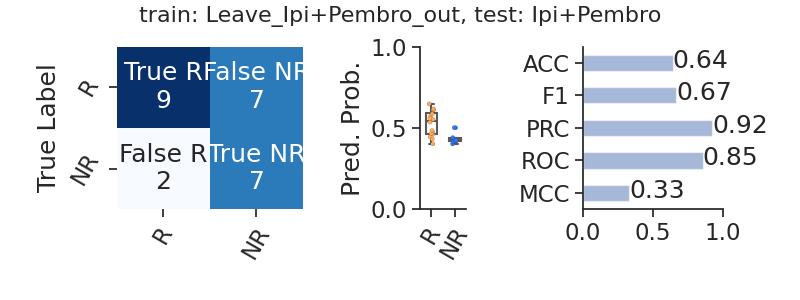 train: Leave_Ipi+Pembro_out, test: Ipi+Pembro
True Label
R
NR
True RF
9
False NR
7
False R
2
True NR
7
R
NR
Pred. Prob.
1.0
0.5
0.0
R
NR
ACC
F1
PRC
ROC
MCC
0.64
0.67
0.92
0.85
0.33
0.0
0.5
1.0